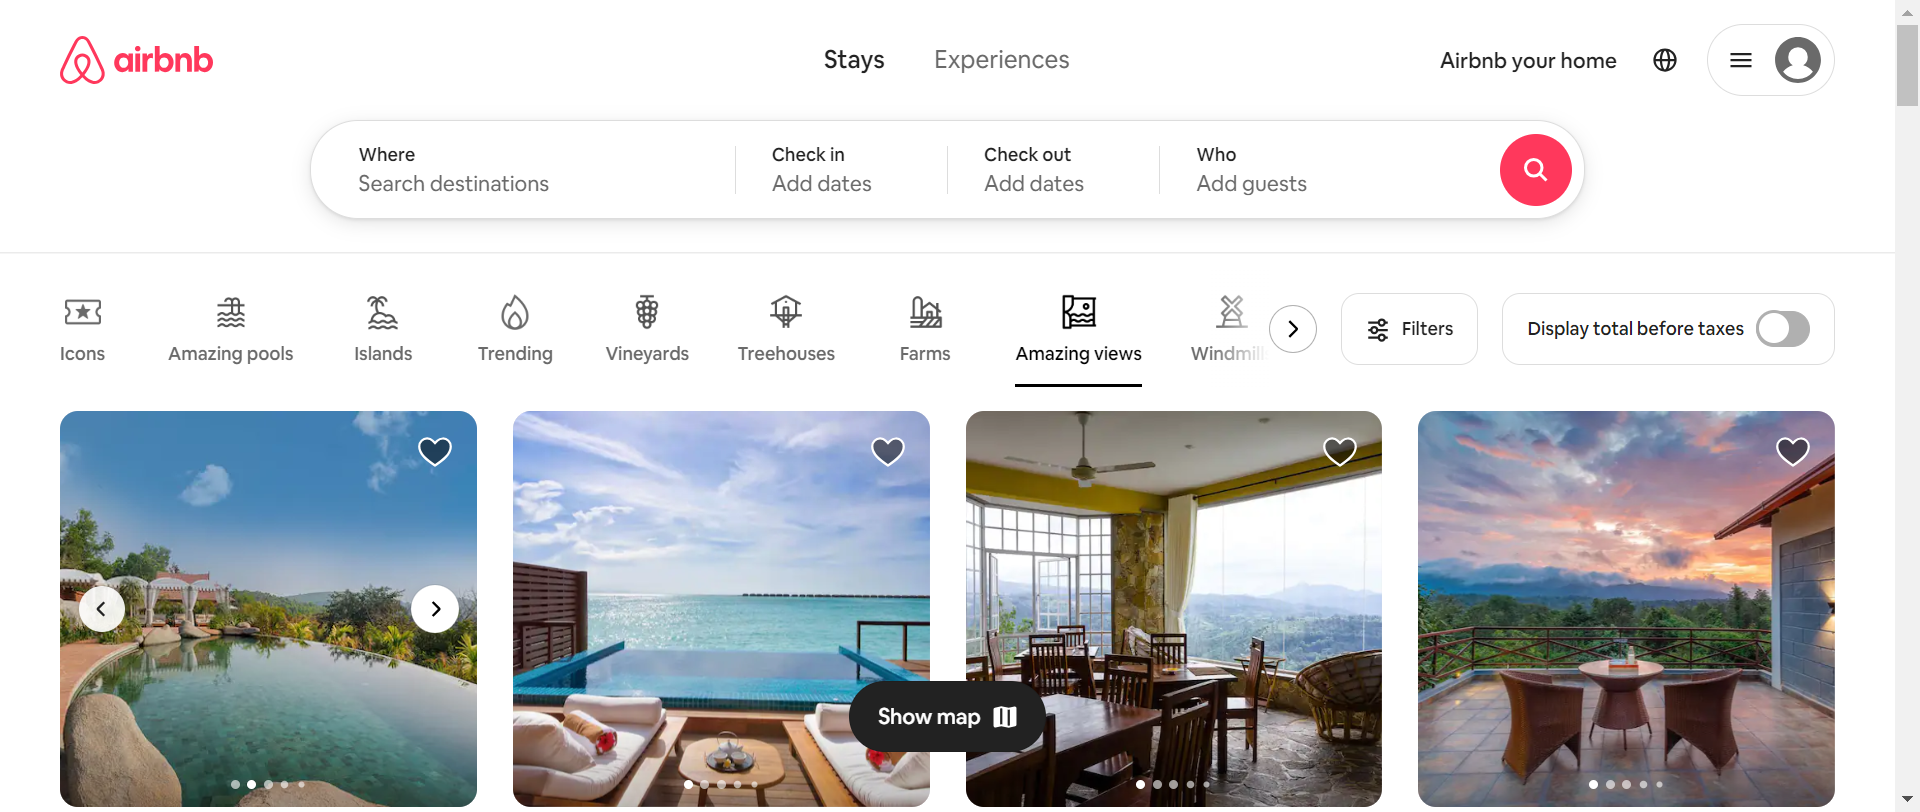 airbnb
Stays
Experiences
Airbnb your home
Where
Search destinations
Check in
Add dates
Check out
Add dates
Who
Add guests
Icons
Amazing pools
Islands
Trending
Vineyards
Treehouses
Farms
Amazing views
Windmil
Filters
Display total before taxes
Show map